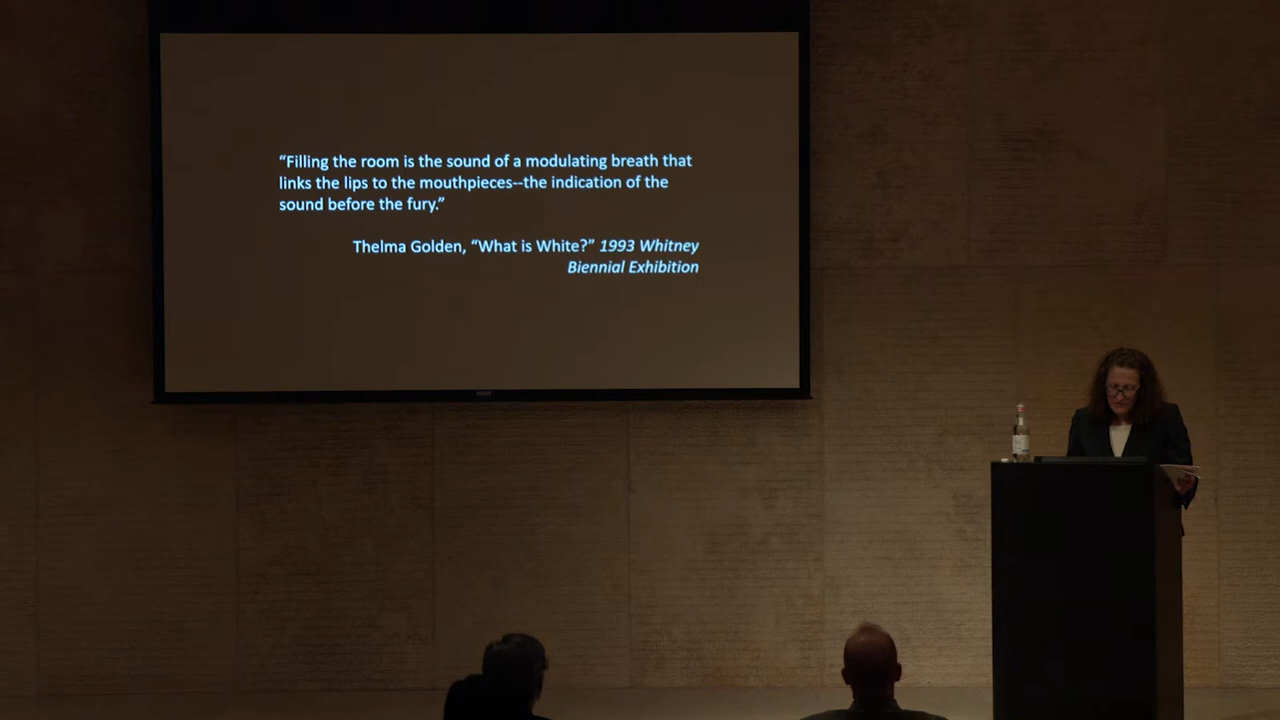 “Filling the room is the sound of a modulating breath that
links the lips to the mouthpieces--the indication of the
sound before the fury.”
Thelma Golden, “What is White?” 1993 Whitney
Biennial Exhibition